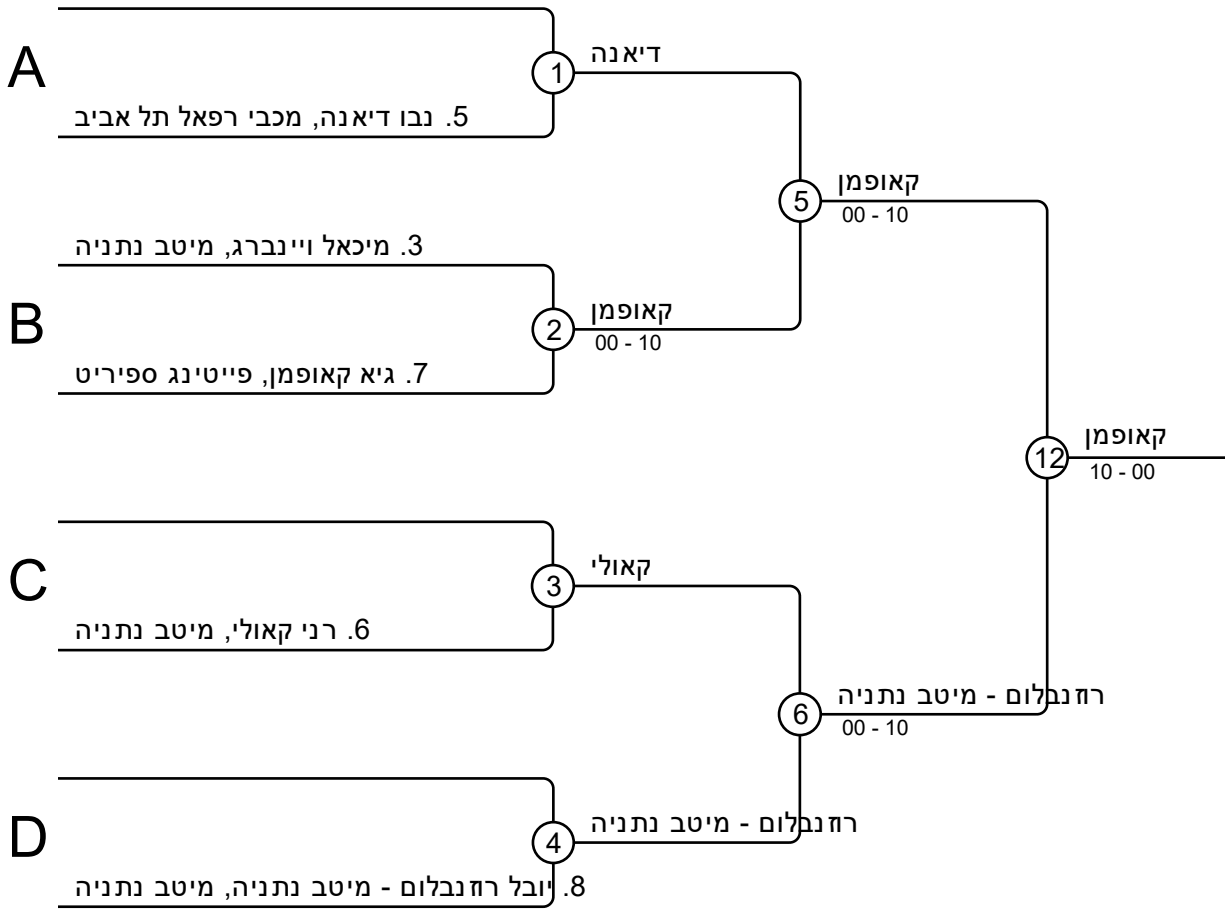 A
1
דיאנה
5. נבו דיאנה, מכבי רפאל תל אביב
5
קאופמן
00 - 10
3. מיכאל ויינברג, מיטב נתניה
B
2
קאופמן
00 - 10
7. גיא קאופמן, פייטינג ספיריט
12
קאופמן
10 - 00
C
3
קאולי
6. רני קאולי, מיטב נתניה
6
רוזנבלום - מיטב נתניה
00 - 10
D
4
רוזנבלום - מיטב נתניה
8. יובל רוזנבלום - מיטב נתניה, מיטב נתניה